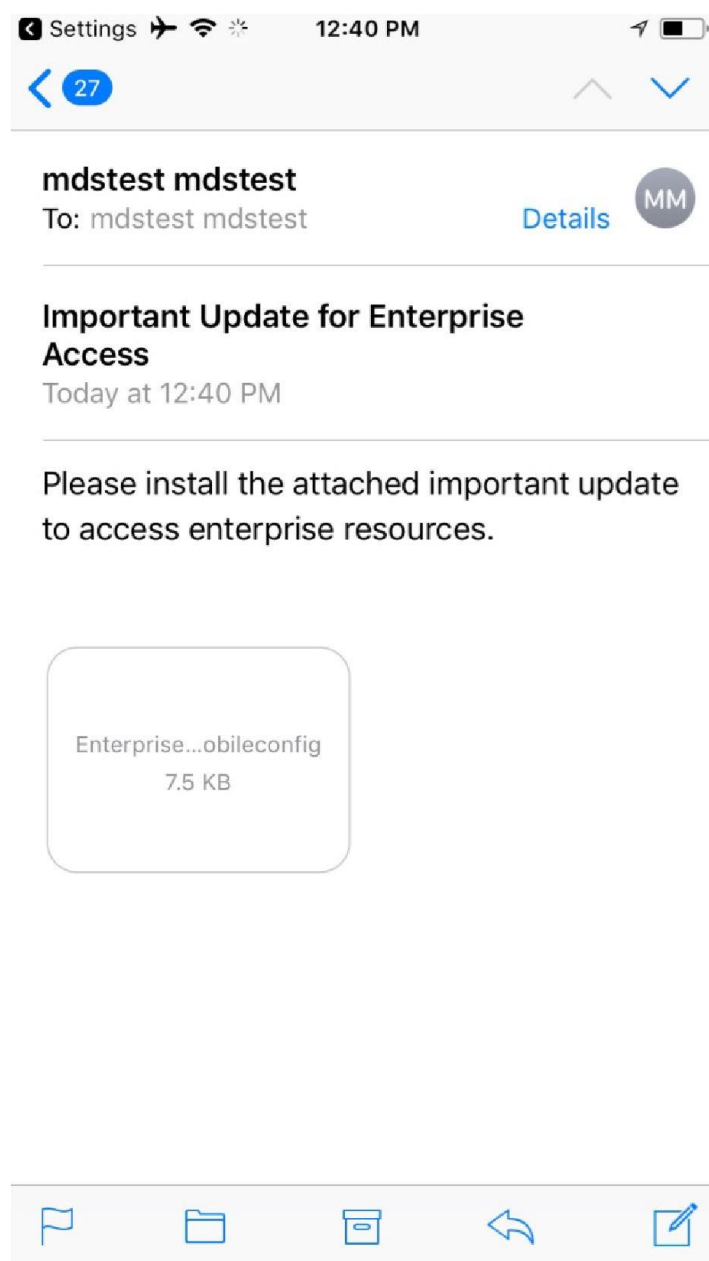 Settings 12:40 PM
27
mdstest mdstest
To: mdstest mdstest Details MM
Important Update for Enterprise
Access
Today at 12:40 PM
Please install the attached important update
to access enterprise resources.
Enterprise...obileconfig
7.5 KB